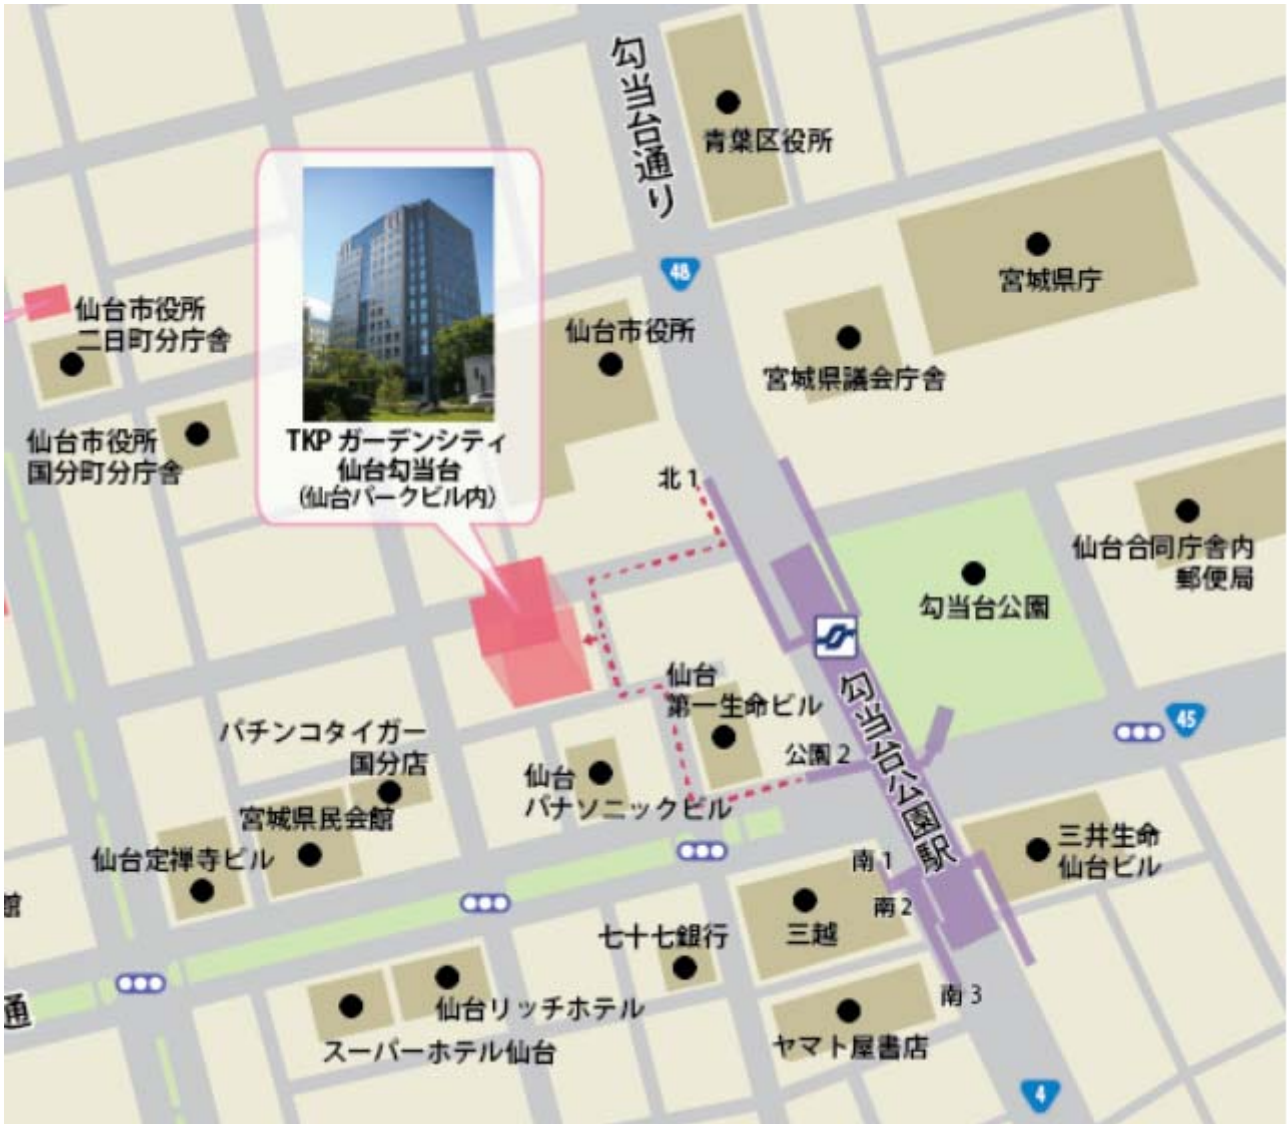 勾当台通り
青葉区役所
48
宮城県庁
仙台市役所
二日町分庁舎
仙台市役所
宮城県議会庁舎
仙台市役所
国分町分庁舎
TKP ガーデンシティ
仙台勾当台
(仙台パークビル内)
北1
仙台合同庁舎内
郵便局
勾当台公園
仙台
第一生命ビル
勾当台公園駅
45
パチンコタイガー
国分店
公園2
仙台
パナソニックビル
宮城県民会館
仙台定禅寺ビル
三井生命
仙台ビル
南1
南2
館
三越
七十七銀行
南3
通
仙台リッチホテル
スーパーホテル仙台
ヤマト屋書店
4